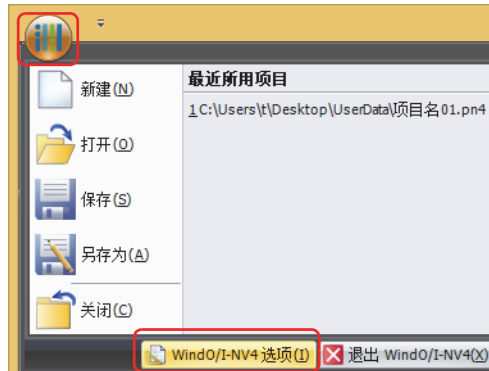 新建(N)
打开(O)
保存(S)
另存为(A)
关闭(C)
最近所用项目
1 C:\Users\t\Desktop\UserData\项目名01.pn4
WindO/I-NV4 选项(I)
退出 WindO/I-NV4(X)